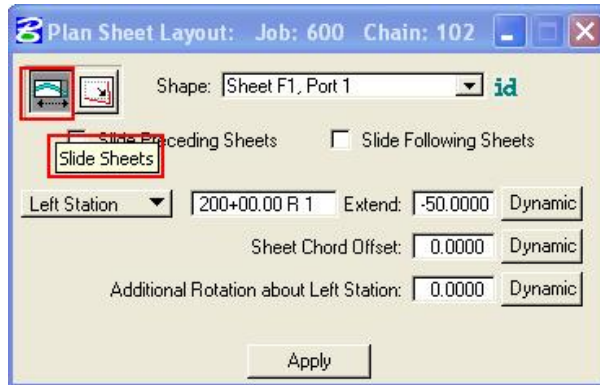 Plan Sheet Layout: Job: 600 Chain: 102
Shape: Sheet F1, Port 1 id
Slide Preceding Sheets Slide Following Sheets
Slide Sheets
Left Station 200+00.00 R 1 Extend: -50.0000 Dynamic
Sheet Chord Offset: 0.0000 Dynamic
Additional Rotation about Left Station: 0.0000 Dynamic
Apply